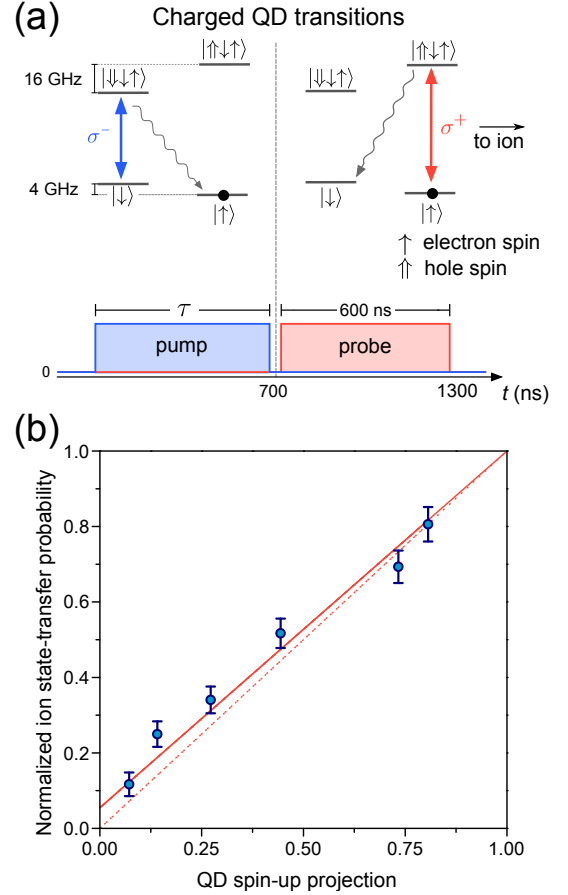 (a) Charged QD transitions
|⇑↓↑⟩ |⇑↓↑⟩
16 GHz |⇓↓↑⟩ |⇓↓↑⟩
σ⁻ σ⁺ to ion
4 GHz |↓⟩ |↑⟩ |↓⟩ |↑⟩
↑ electron spin
⇑ hole spin
τ 600 ns
pump probe
0
700 1300 t (ns)
(b)
Normalized ion state-transfer probability
1.0
0.8
0.6
0.4
0.2
0.0
0.00 0.25 0.50 0.75 1.00
QD spin-up projection